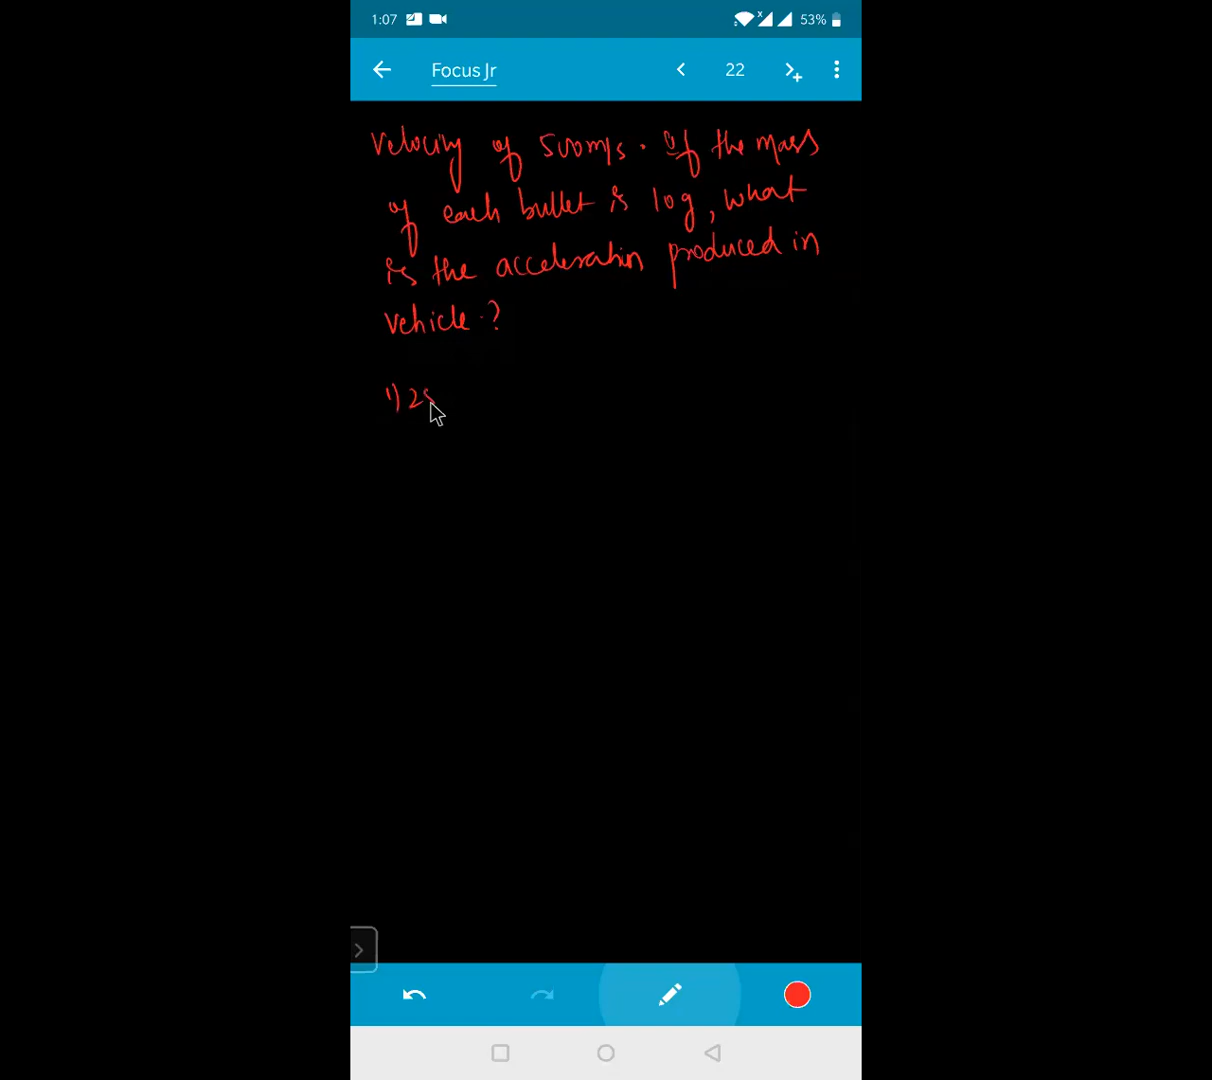 1:07 53%
Focus Jr 22
Velocity of 500m/s. If the mass
of each bullet is 10g, what
is the acceleration produced in
vehicle?
1) 25